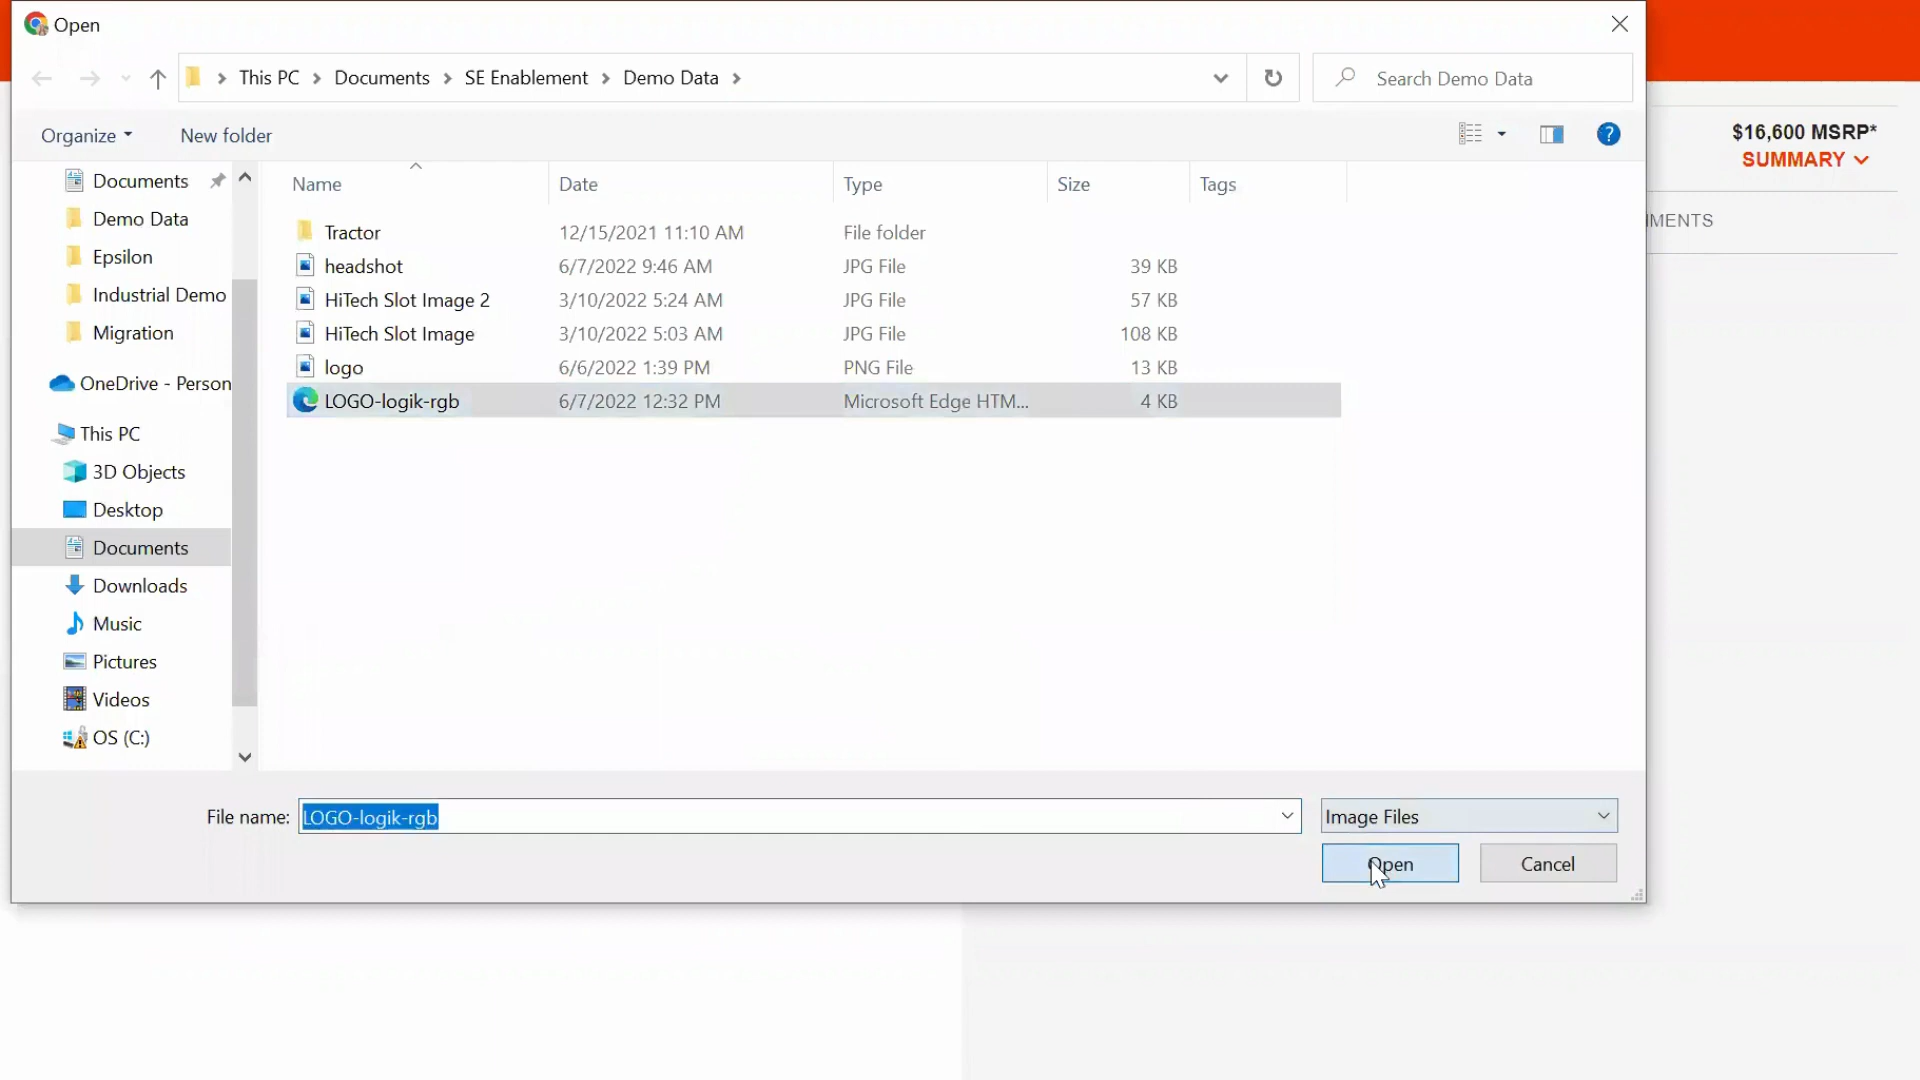 Open
This PC > Documents > SE Enablement > Demo Data >
Search Demo Data
Organize
New folder
$16,600 MSRP*
SUMMARY
MENTS
Documents
Demo Data
Epsilon
Industrial Demo
Migration
OneDrive - Person
This PC
3D Objects
Desktop
Documents
Downloads
Music
Pictures
Videos
OS (C:)
Name Date Type Size Tags
Tractor 12/15/2021 11:10 AM File folder
headshot 6/7/2022 9:46 AM JPG File 39 KB
HiTech Slot Image 2 3/10/2022 5:24 AM JPG File 57 KB
HiTech Slot Image 3/10/2022 5:03 AM JPG File 108 KB
logo 6/6/2022 1:39 PM PNG File 13 KB
LOGO-logik-rgb 6/7/2022 12:32 PM Microsoft Edge HTM... 4 KB
File name: LOGO-logik-rgb
Image Files
Open
Cancel